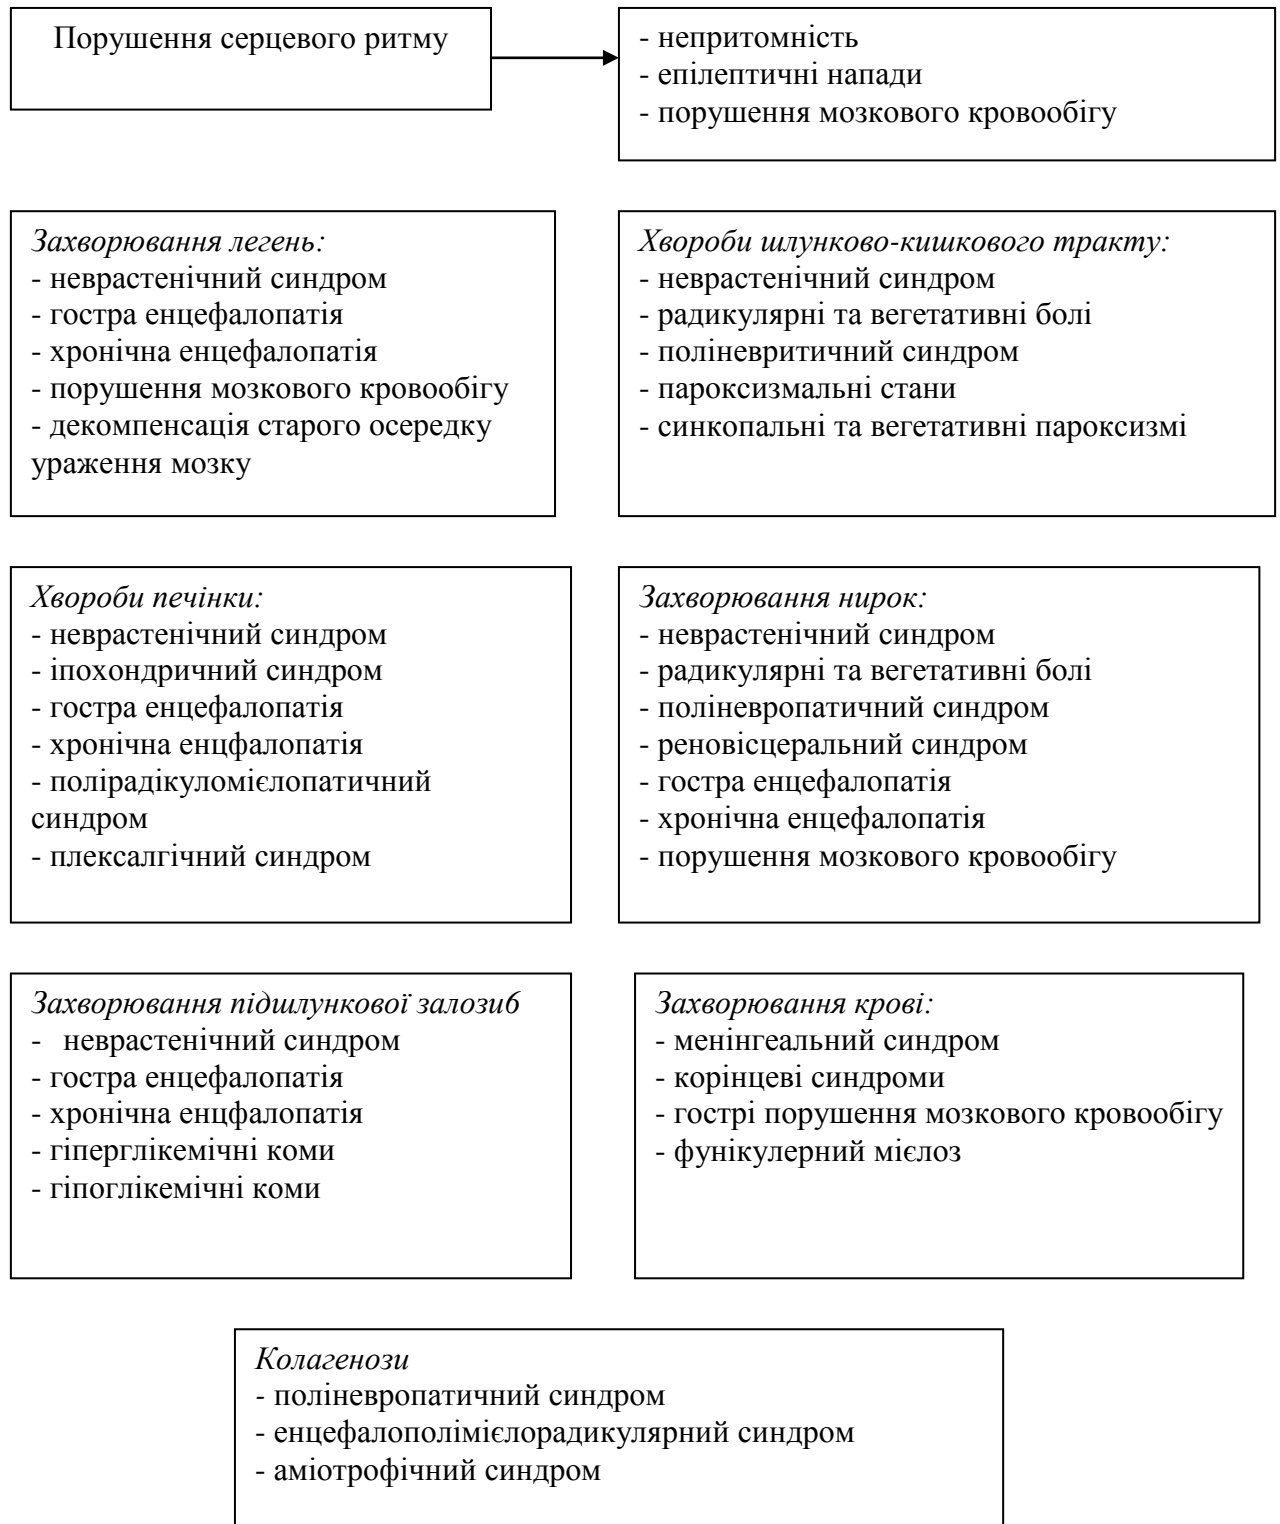 Порушення серцевого ритму
- непритомність
- епілептичні напади
- порушення мозкового кровообігу
Захворювання легень:
- неврастенічний синдром
- гостра енцефалопатія
- хронічна енцефалопатія
- порушення мозкового кровообігу
- декомпенсація старого осередку
ураження мозку
Хвороби шлунково-кишкового тракту:
- неврастенічний синдром
- радикулярні та вегетативні болі
- поліневритичний синдром
- пароксизмальні стани
- синкопальні та вегетативні пароксизмі
Хвороби печінки:
- неврастенічний синдром
- іпохондричний синдром
- гостра енцефалопатія
- хронічна енцфалопатія
- полірадікуломієлопатичний
синдром
- плексалгічний синдром
Захворювання нирок:
- неврастенічний синдром
- радикулярні та вегетативні болі
- поліневропатичний синдром
- реновісцеральний синдром
- гостра енцефалопатія
- хронічна енцефалопатія
- порушення мозкового кровообігу
Захворювання підшлункової залози6
- неврастенічний синдром
- гостра енцефалопатія
- хронічна енцфалопатія
- гіперглікемічні коми
- гіпоглікемічні коми
Захворювання крові:
- менінгеальний синдром
- корінцеві синдроми
- гострі порушення мозкового кровообігу
- фунікулерний мієлоз
Колагенози
- поліневропатичний синдром
- енцефалополімієлорадикулярний синдром
- аміотрофічний синдром